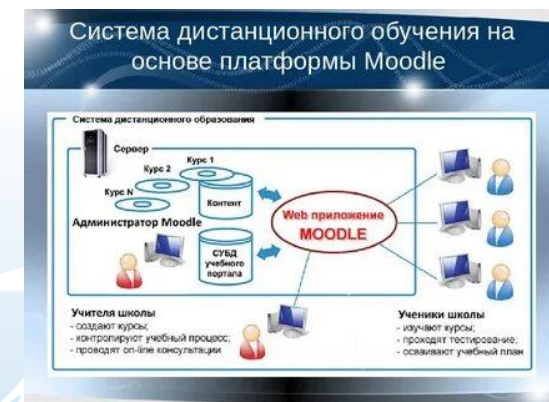 Система дистанционного обучения на
основе платформы Moodle
Система дистанционного образования
Сервер
Курс 1
Курс 2
Курс N
Контент
Администратор Moodle
Web приложение
MOODLE
СУБД
учебного
портала
Учителя школы
- создают курсы;
- контролируют учебный процесс;
- проводят on-line консультации
Ученики школы
- изучают курсы;
- проходят тестирование;
- осваивают учебный план